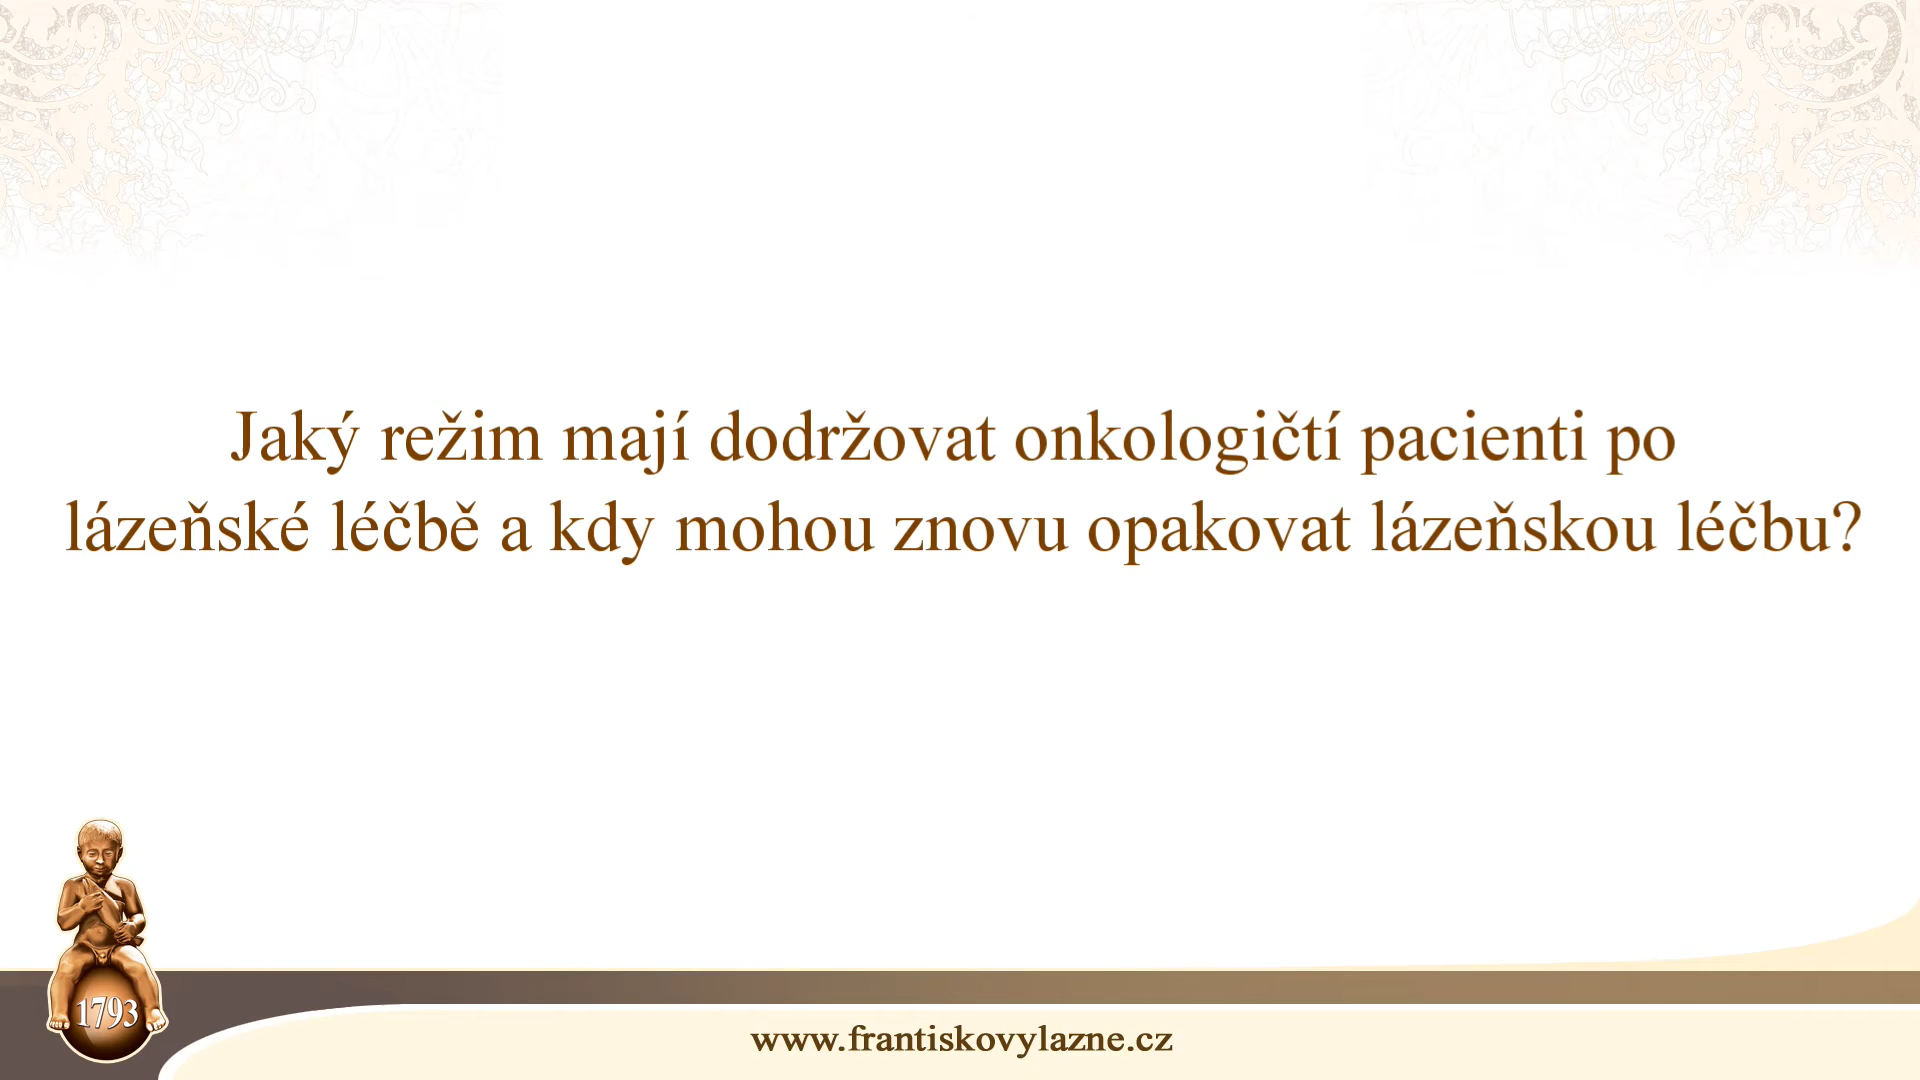 Jaký režim mají dodržovat onkologičtí pacienti po
lázeňské léčbě a kdy mohou znovu opakovat lázeňskou léčbu?
1793
www.frantiskovylazne.cz